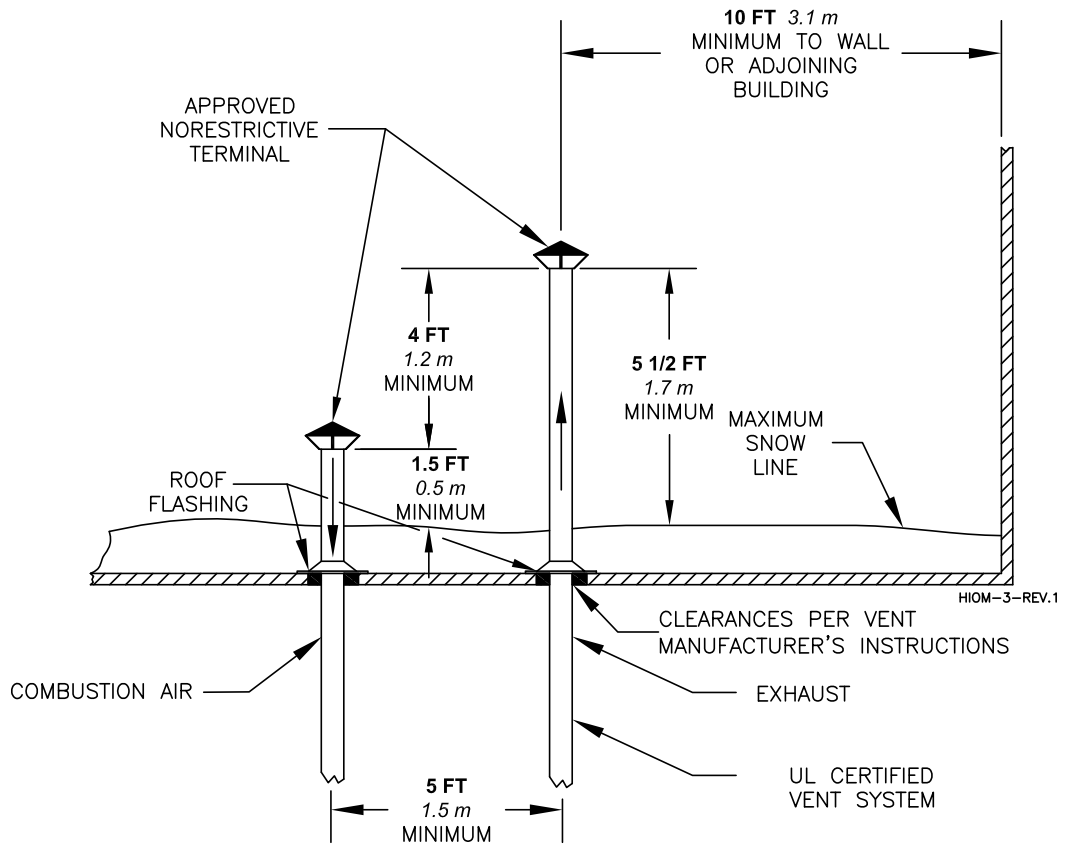 10 FT 3.1 m
MINIMUM TO WALL
OR ADJOINING
BUILDING
APPROVED
NORESTRICTIVE
TERMINAL
4 FT
1.2 m
MINIMUM
5 1/2 FT
1.7 m
MINIMUM
MAXIMUM
SNOW
LINE
1.5 FT
0.5 m
MINIMUM
ROOF
FLASHING
HIOM-3-REV.1
CLEARANCES PER VENT
MANUFACTURER'S INSTRUCTIONS
COMBUSTION AIR
EXHAUST
UL CERTIFIED
VENT SYSTEM
5 FT
1.5 m
MINIMUM